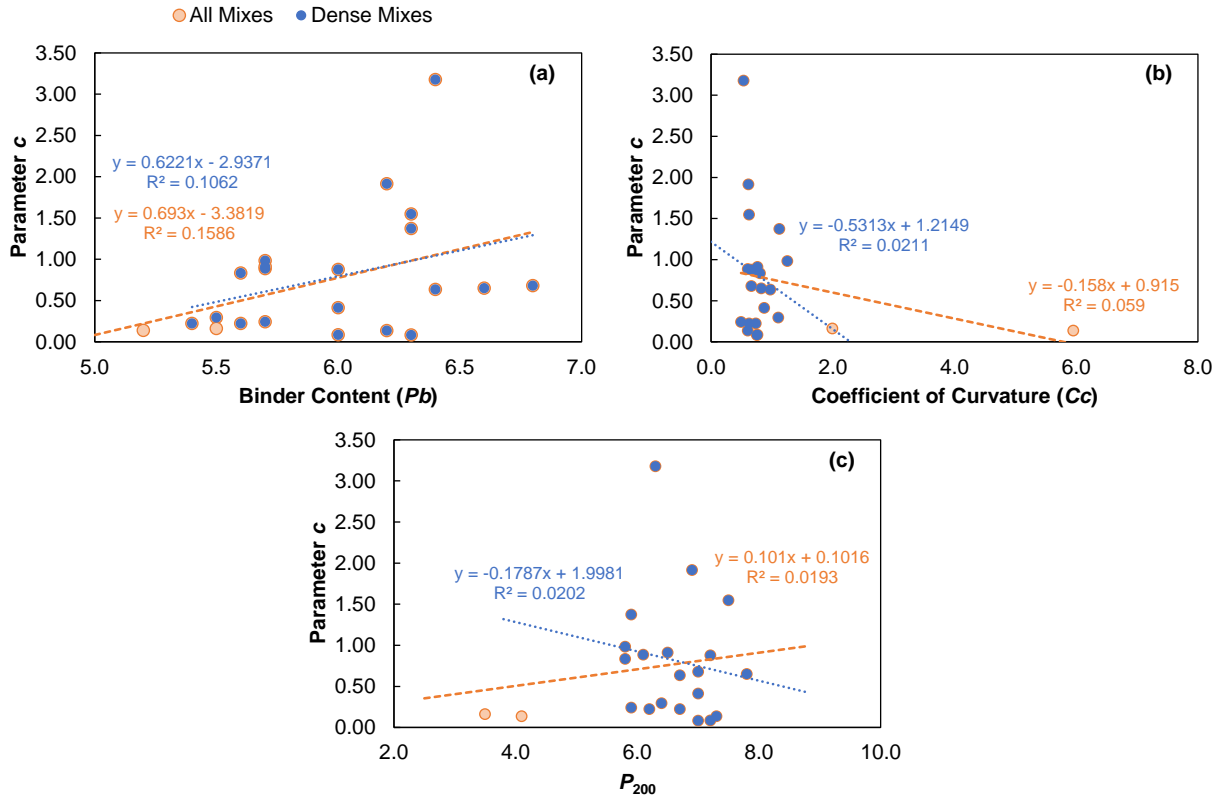 All Mixes Dense Mixes
(a)
3.50
3.00
2.50
2.00
1.50
1.00
0.50
0.00
Parameter c
y = 0.6221x - 2.9371
R² = 0.1062
y = 0.693x - 3.3819
R² = 0.1586
5.0 5.5 6.0 6.5 7.0
Binder Content (Pb)
(b)
3.50
3.00
2.50
2.00
1.50
1.00
0.50
0.00
Parameter c
y = -0.5313x + 1.2149
R² = 0.0211
y = -0.158x + 0.915
R² = 0.059
0.0 2.0 4.0 6.0 8.0
Coefficient of Curvature (Cc)
(c)
3.50
3.00
2.50
2.00
1.50
1.00
0.50
0.00
Parameter c
y = -0.1787x + 1.9981
R² = 0.0202
y = 0.101x + 0.1016
R² = 0.0193
2.0 4.0 6.0 8.0 10.0
P200